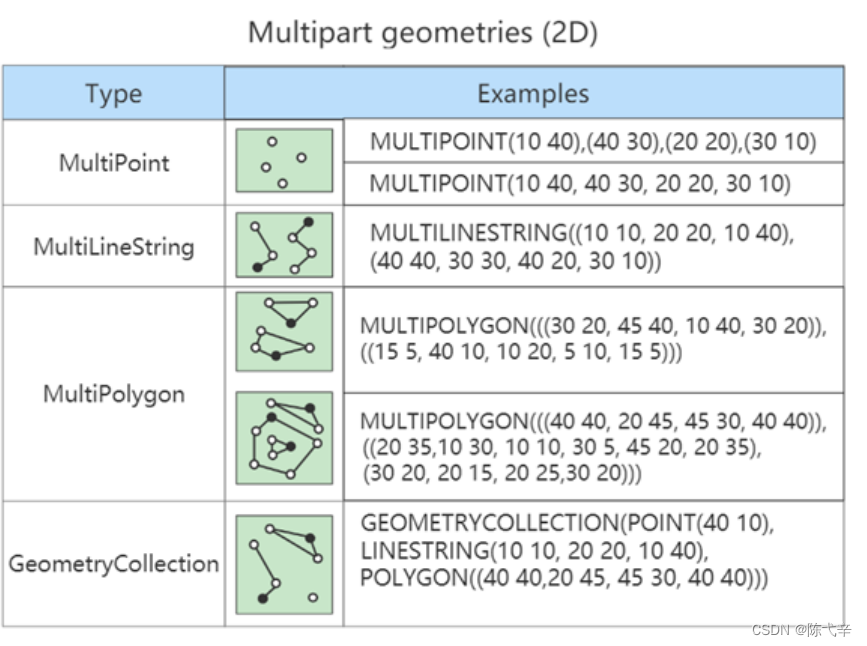 Multipart geometries (2D)
Type
Examples
MultiPoint
MULTIPOINT(10 40),(40 30),(20 20),(30 10)
MULTIPOINT(10 40, 40 30, 20 20, 30 10)
MultiLineString
MULTILINESTRING((10 10, 20 20, 10 40),
(40 40, 30 30, 40 20, 30 10))
MultiPolygon
MULTIPOLYGON(((30 20, 45 40, 10 40, 30 20)),
((15 5, 40 10, 10 20, 5 10, 15 5)))
MULTIPOLYGON(((40 40, 20 45, 45 30, 40 40)),
((20 35,10 30, 10 10, 30 5, 45 20, 20 35),
(30 20, 20 15, 20 25,30 20)))
GeometryCollection
GEOMETRYCOLLECTION(POINT(40 10),
LINESTRING(10 10, 20 20, 10 40),
POLYGON((40 40,20 45, 45 30, 40 40)))
CSDN @陈弋辛